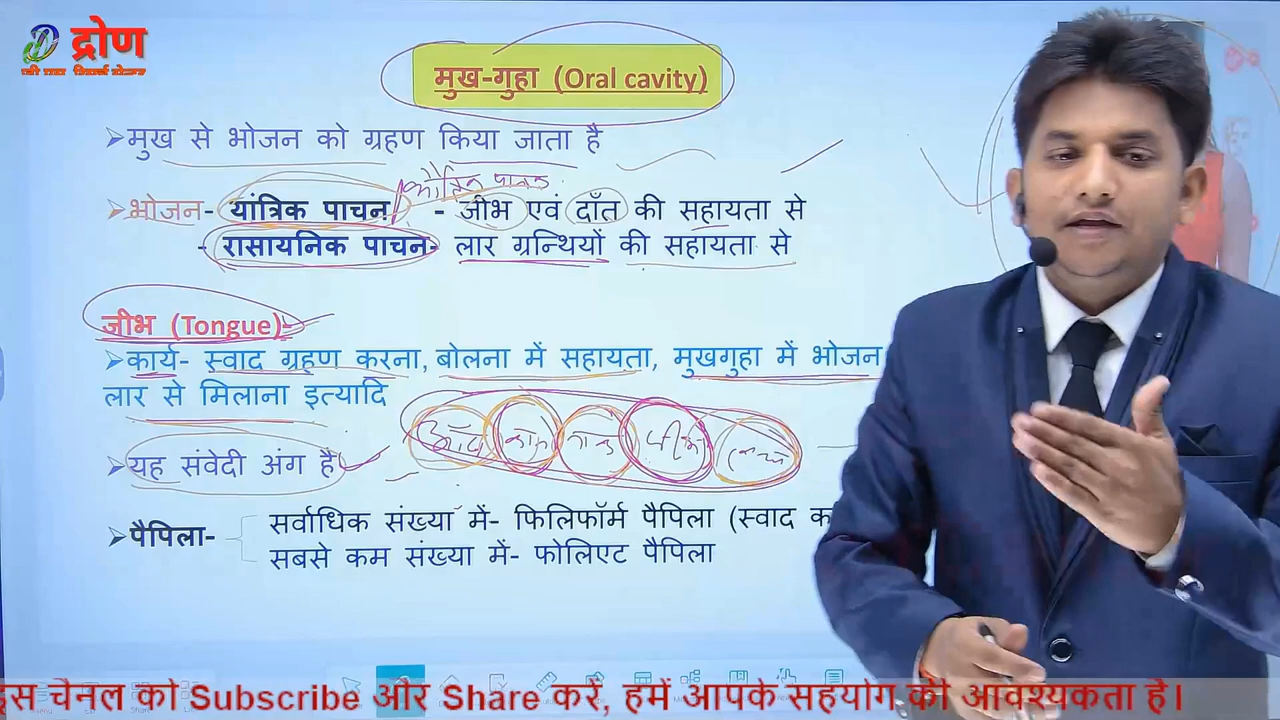 द्रोण
मुख-गुहा (Oral cavity)
➢मुख से भोजन को ग्रहण किया जाता है
➢भोजन- यांत्रिक पाचन - जीभ एवं दाँत की सहायता से
- रासायनिक पाचन- लार ग्रन्थियों की सहायता से
जीभ (Tongue)-
➢कार्य- स्वाद ग्रहण करना, बोलना में सहायता, मुखगुहा में भोजन
लार से मिलाना इत्यादि
➢यह संवेदी अंग है
➢पैपिला- सर्वाधिक संख्या में- फिलिफॉर्म पैपिला (स्वाद
सबसे कम संख्या में- फोलिएट पैपिला
इस चैनल को Subscribe और Share करें, हमें आपके सहयोग की आवश्यकता है।